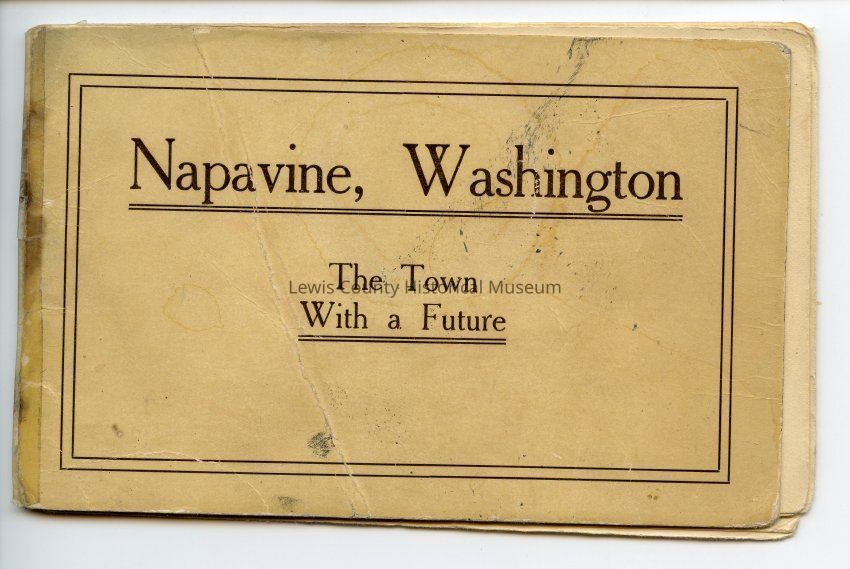 Napavine, Washington
The Town
Lewis County Historical Museum
With a Future